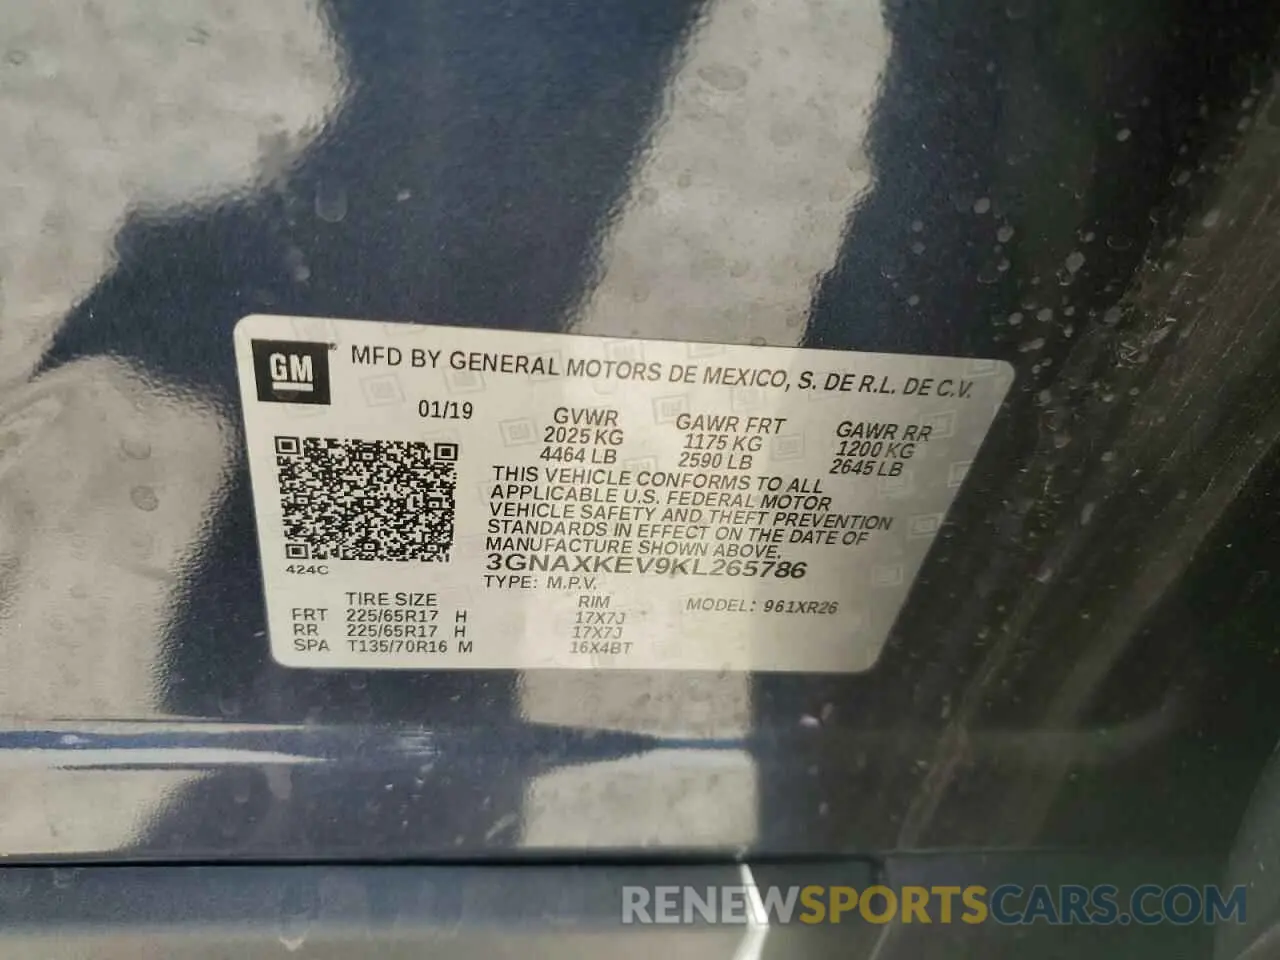 GM ® MFD BY GENERAL MOTORS DE MEXICO, S. DE R.L. DE C.V.
01/19 GVWR GAWR FRT GAWR RR
2025 KG 1175 KG 1200 KG
4464 LB 2590 LB 2645 LB
THIS VEHICLE CONFORMS TO ALL
APPLICABLE U.S. FEDERAL MOTOR
VEHICLE SAFETY AND THEFT PREVENTION
STANDARDS IN EFFECT ON THE DATE OF
MANUFACTURE SHOWN ABOVE.
424C 3GNAXKEV9KL265786
TYPE: M.P.V.
TIRE SIZE RIM MODEL: 961XR26
FRT 225/65R17 H 17X7J
RR 225/65R17 H 17X7J
SPA T135/70R16 M 16X4BT
RENEWSPORTSCARS.COM